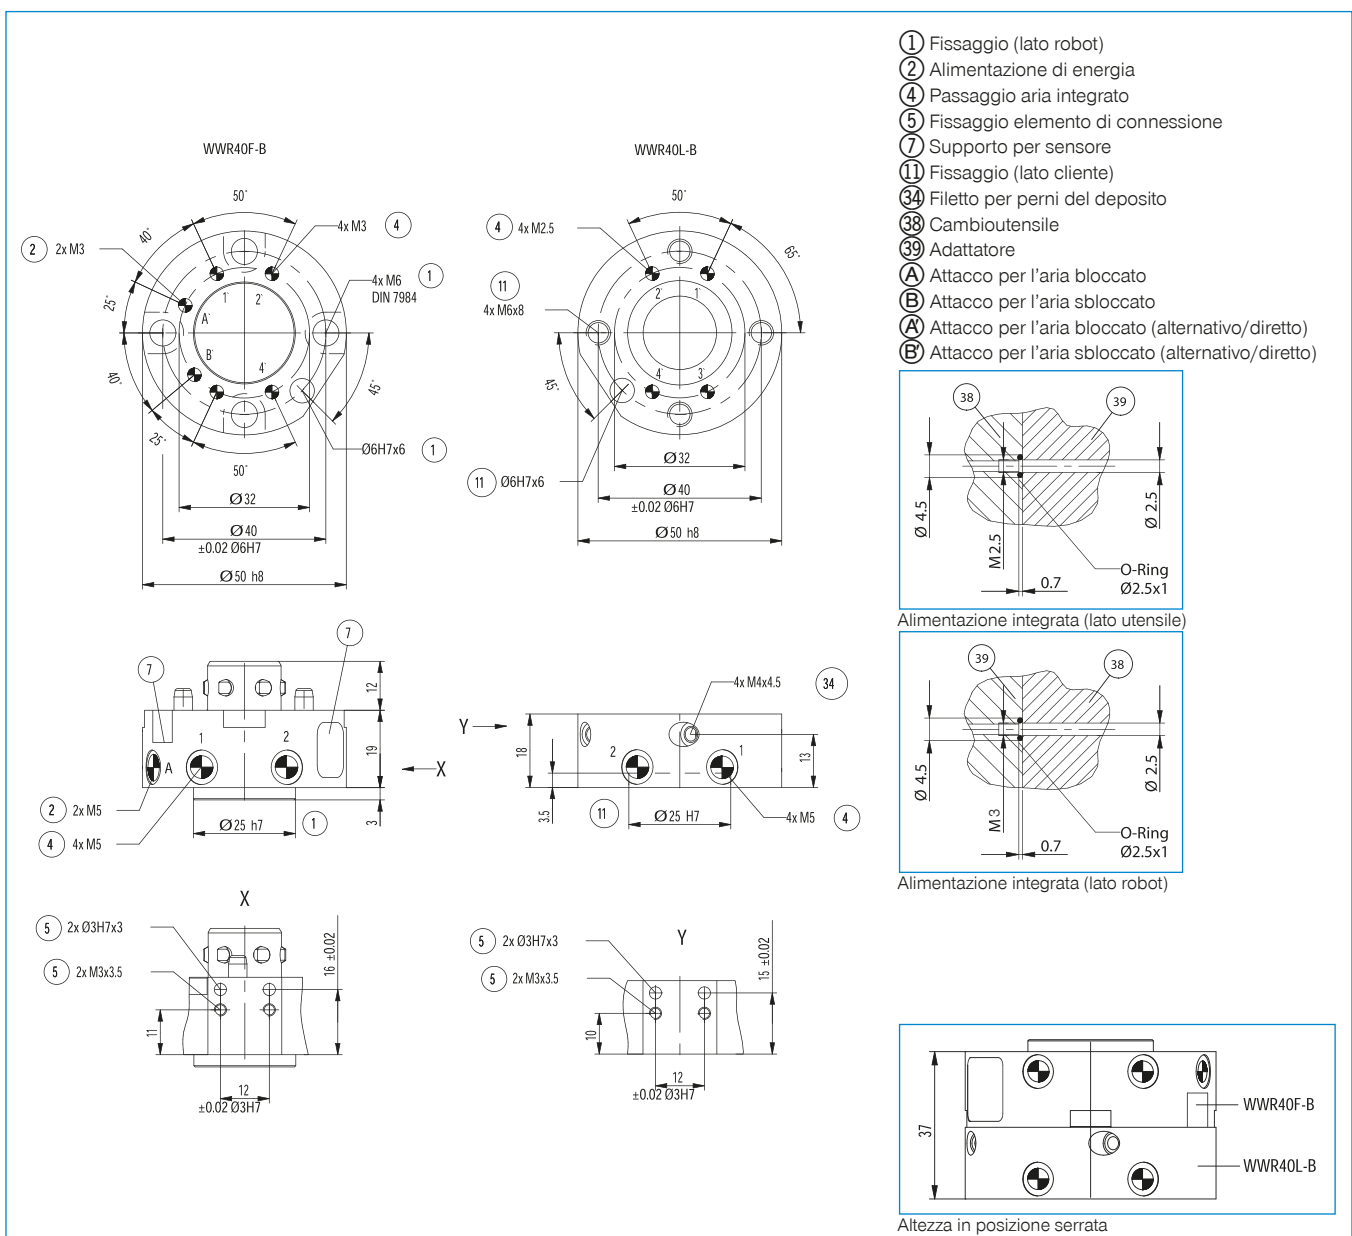 ① Fissaggio (lato robot)
② Alimentazione di energia
④ Passaggio aria integrato
⑤ Fissaggio elemento di connessione
⑦ Supporto per sensore
⑪ Fissaggio (lato cliente)
㉞ Filetto per perni del deposito
㊳ Cambioutensile
㊴ Adattatore
Ⓐ Attacco per l'aria bloccato
Ⓑ Attacco per l'aria sbloccato
A' Attacco per l'aria bloccato (alternativo/diretto)
B' Attacco per l'aria sbloccato (alternativo/diretto)
WWR40F-B
50°
40°
25°
2 2x M3
4x M3 4
4x M6 1
DIN 7984
1' 2'
A'
B'
4'
40°
25°
50°
45°
Ø6H7x6 1
Ø32
Ø40
±0.02 Ø6H7
Ø50 h8
WWR40L-B
50°
65°
4 4x M2.5
11
4x M6x8
2' 1'
4' 3'
45°
11 Ø6H7x6
Ø32
Ø40
±0.02 Ø6H7
Ø50 h8
38 39
Ø 4.5
M 2.5
Ø 2.5
0.7
O-Ring
Ø2.5x1
Alimentazione integrata (lato utensile)
39 38
Ø 4.5
M 3
Ø 2.5
0.7
O-Ring
Ø2.5x1
Alimentazione integrata (lato robot)
7
7
12
19
3
A 1 2
X
2 2x M5
4 4x M5
Ø25 h7 1
Y
4x M4x4.5 34
18
3.5
13
2 1
11
Ø25 H7
4x M5 4
X
5 2x Ø3H7x3
5 2x M3x3.5
16 ±0.02
11
12
±0.02 Ø3H7
Y
5 2x Ø3H7x3
5 2x M3x3.5
15 ±0.02
10
12
±0.02 Ø3H7
37
WWR40F-B
WWR40L-B
Altezza in posizione serrata